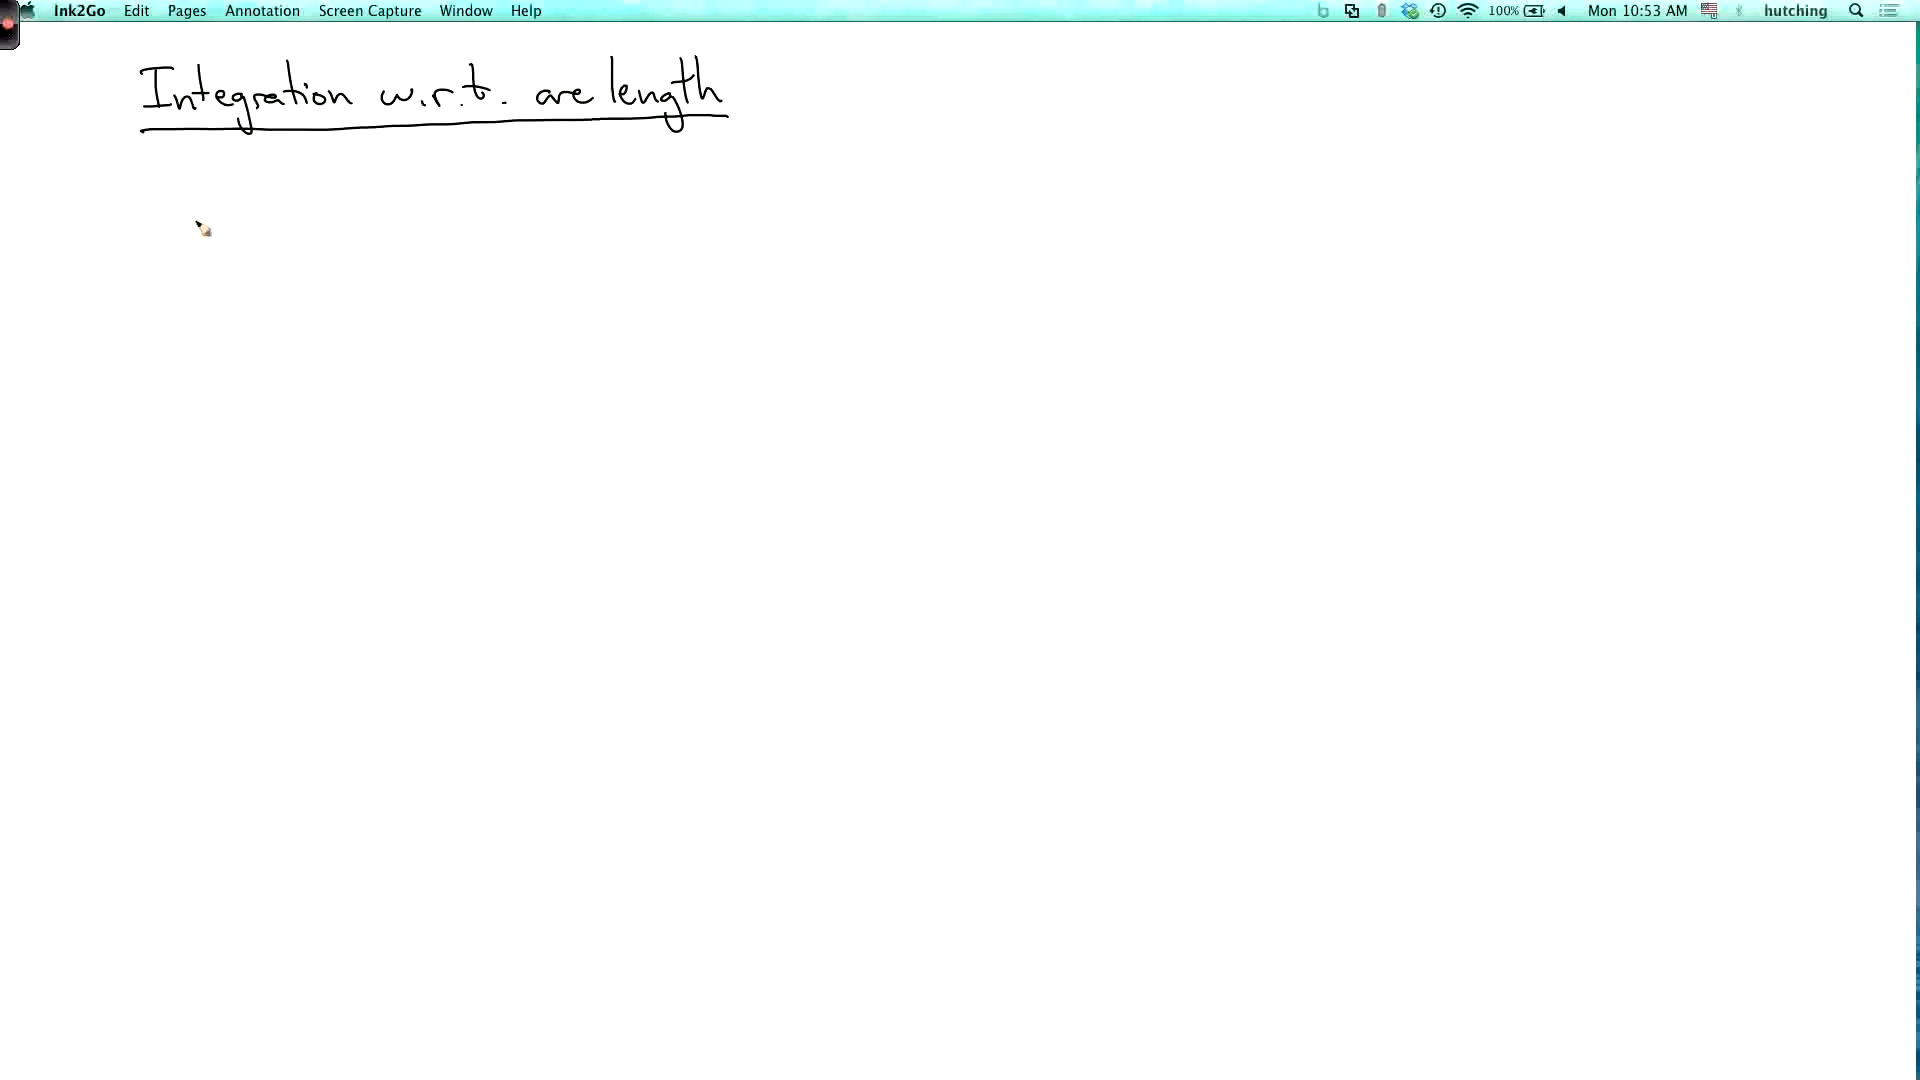 Ink2Go Edit Pages Annotation Screen Capture Window Help 100% Mon 10:53 AM hutching
Integration w.r.t. arc length